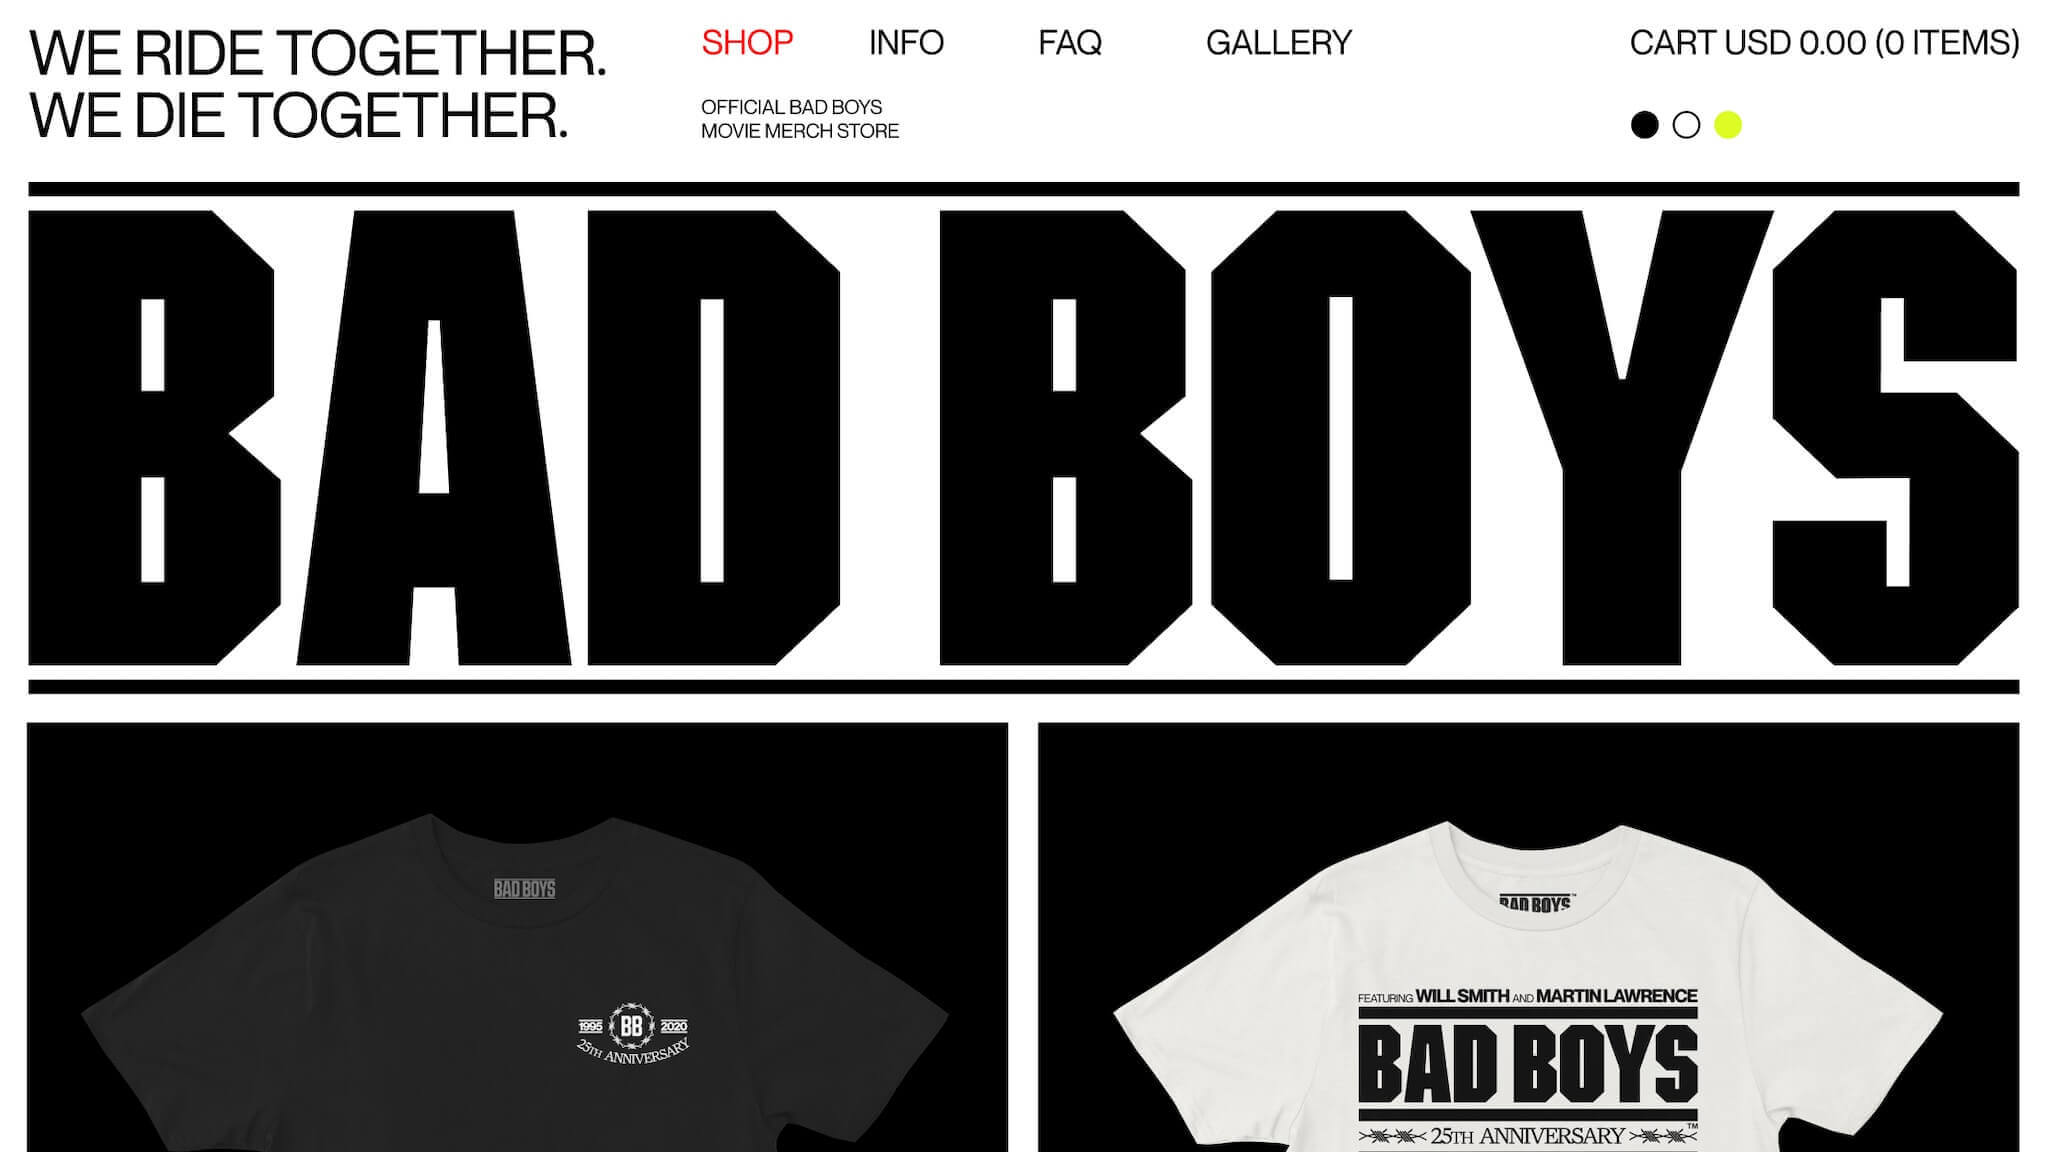 WE RIDE TOGETHER.
WE DIE TOGETHER.
SHOP
INFO
FAQ
GALLERY
CART USD 0.00 (0 ITEMS)
OFFICIAL BAD BOYS
MOVIE MERCH STORE
BAD BOYS
BAD BOYS
1995 BB 2020
25TH ANNIVERSARY
BAD BOYS™
FEATURING WILL SMITH AND MARTIN LAWRENCE
BAD BOYS
™
25TH ANNIVERSARY